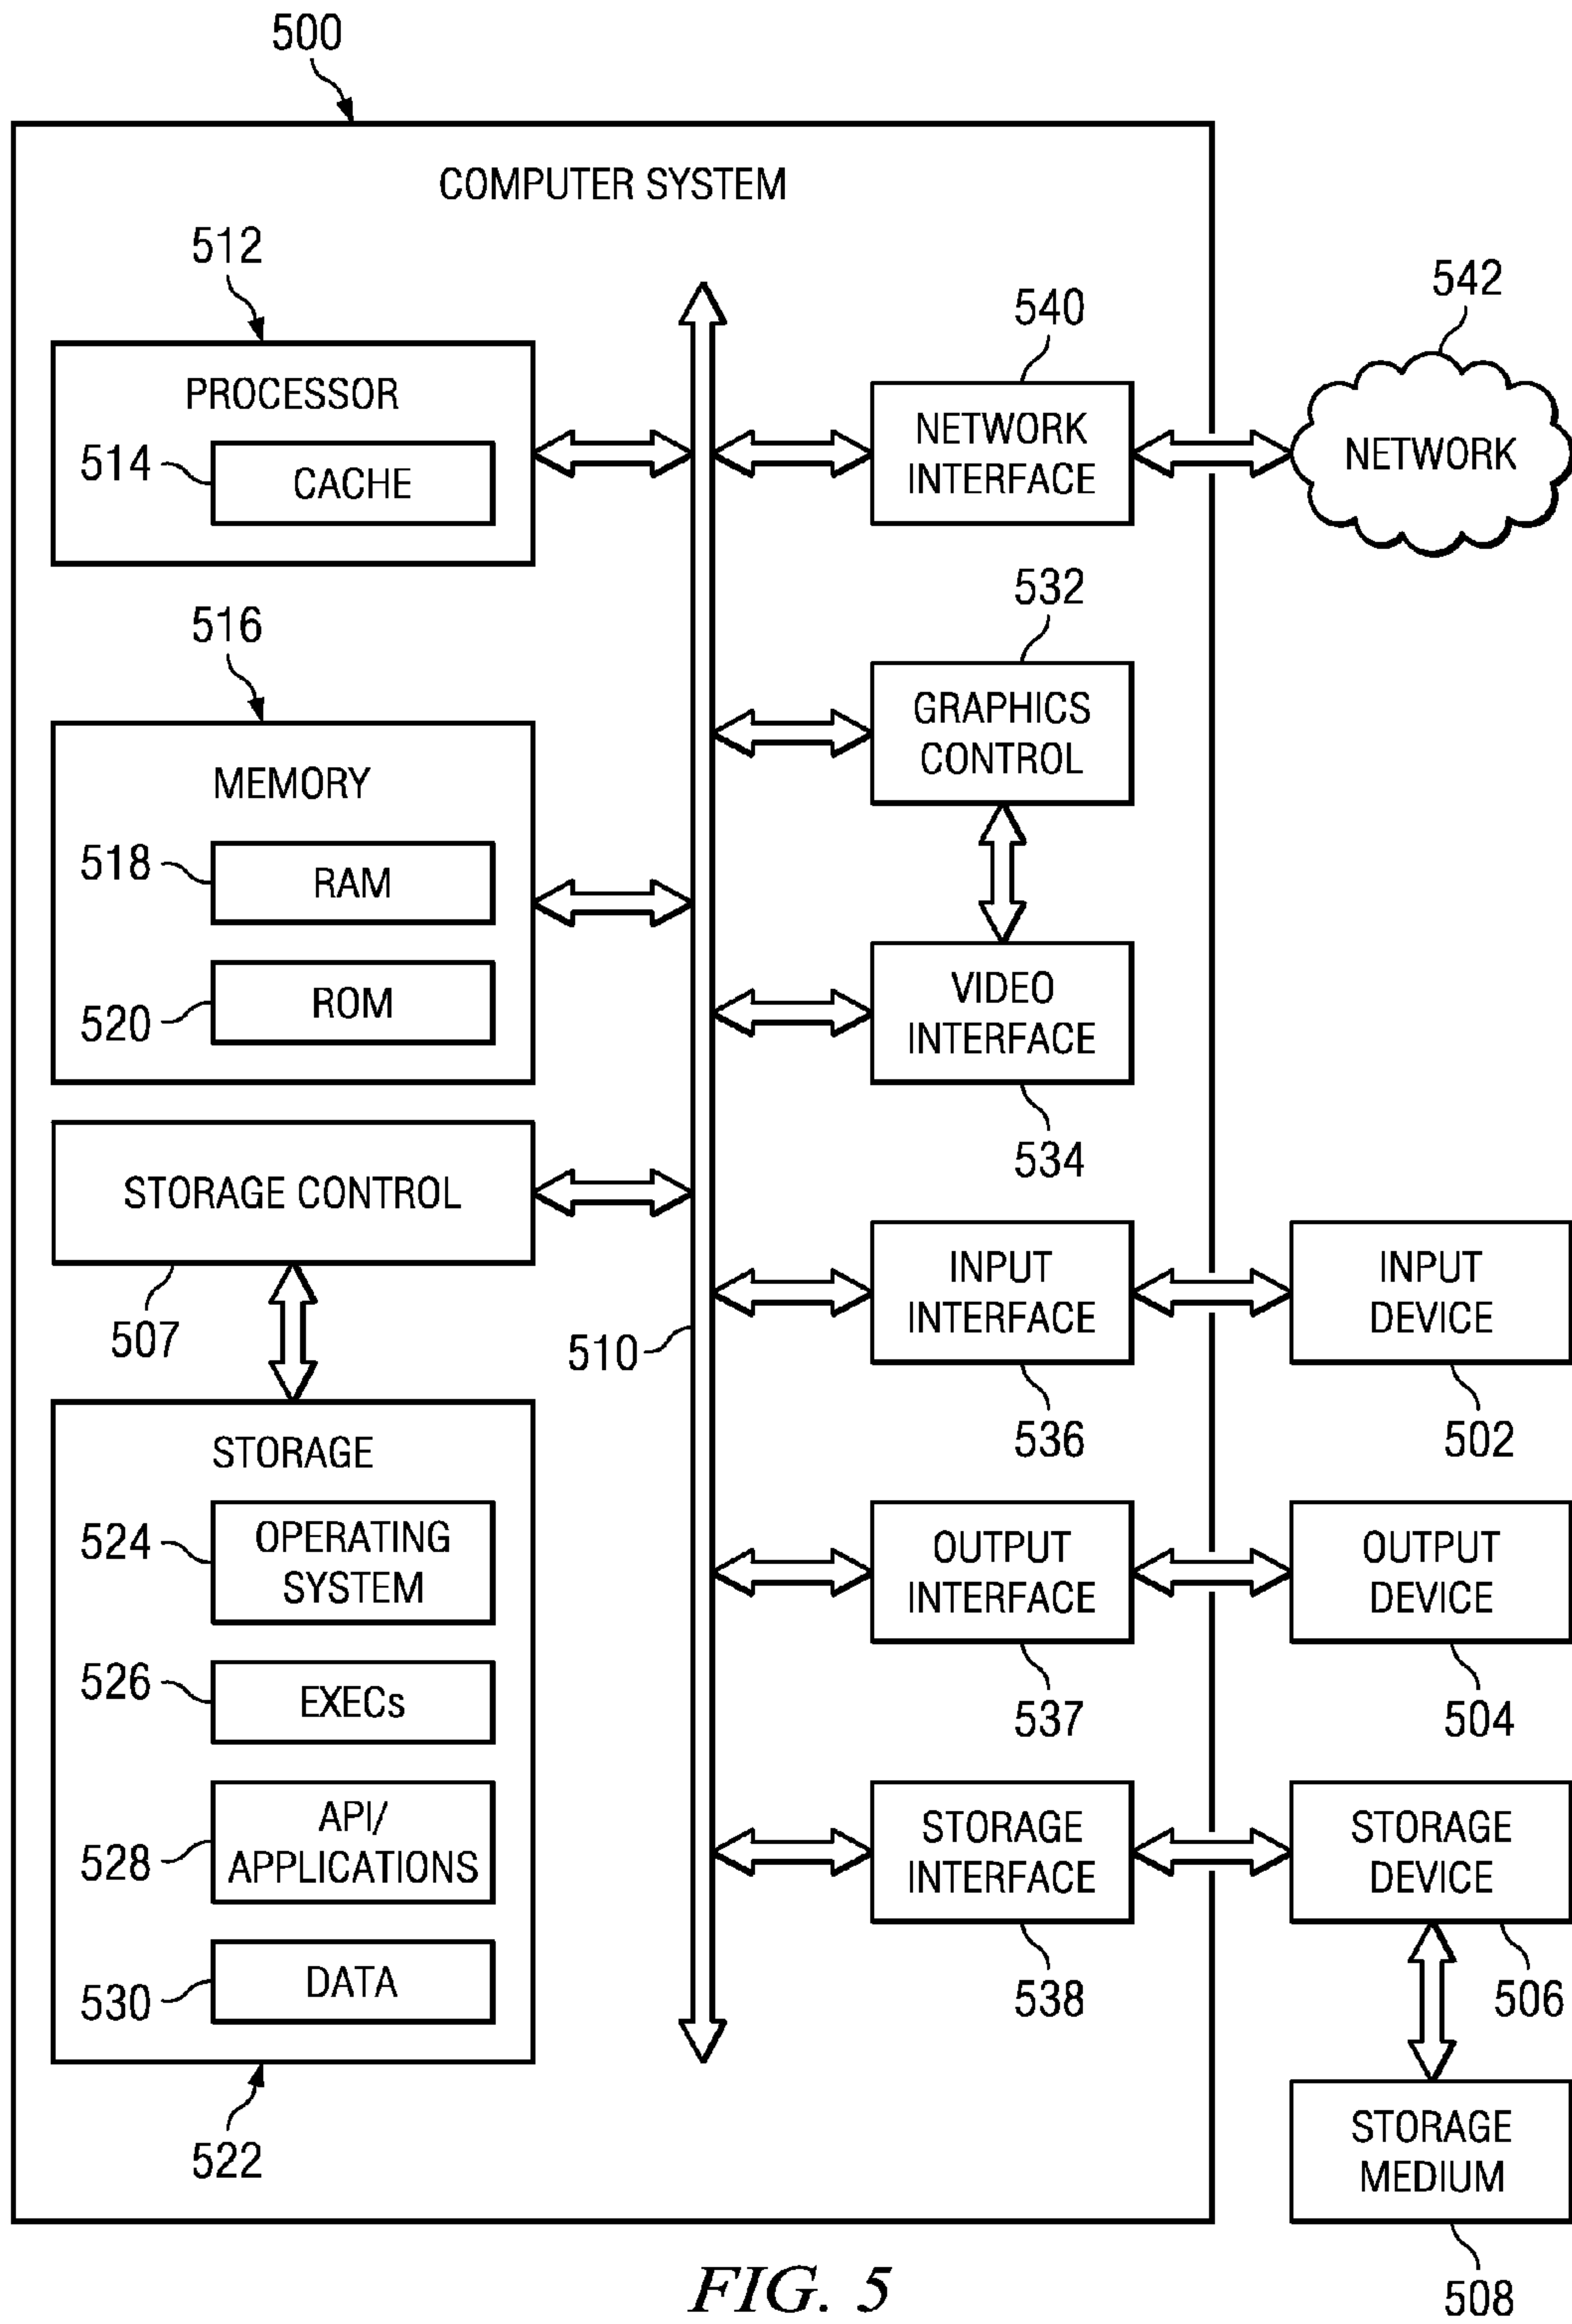 500
COMPUTER SYSTEM
512
PROCESSOR
514
CACHE
516
MEMORY
518
RAM
520
ROM
STORAGE CONTROL
507
STORAGE
524
OPERATING
SYSTEM
526
EXECs
528
API/
APPLICATIONS
530
DATA
522
510
540
NETWORK
INTERFACE
542
NETWORK
532
GRAPHICS
CONTROL
VIDEO
INTERFACE
534
INPUT
INTERFACE
536
INPUT
DEVICE
502
OUTPUT
INTERFACE
537
OUTPUT
DEVICE
504
STORAGE
INTERFACE
538
STORAGE
DEVICE
506
STORAGE
MEDIUM
508
FIG. 5